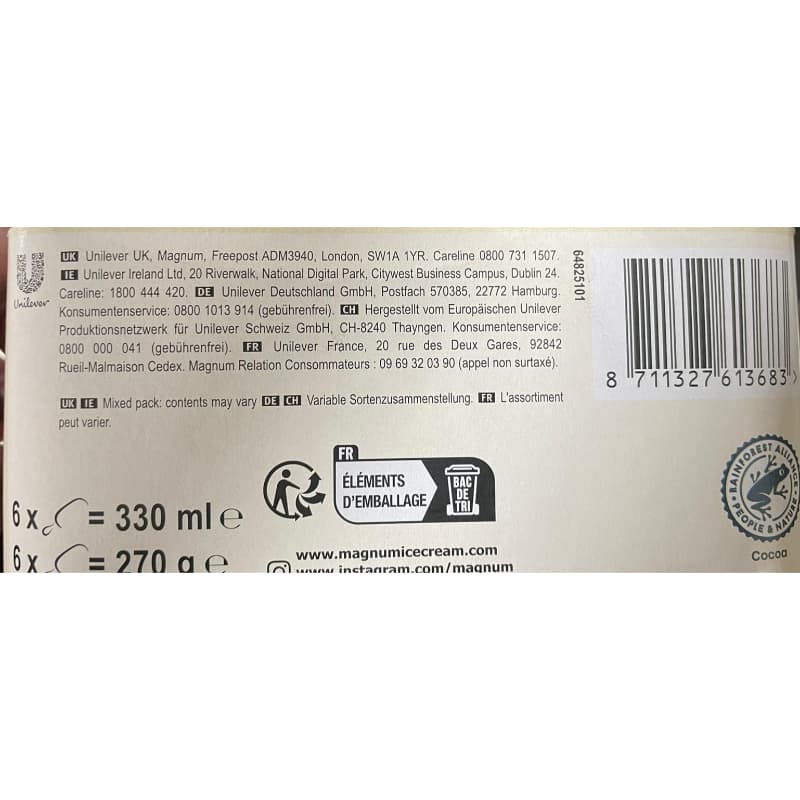 Unilever
UK Unilever UK, Magnum, Freepost ADM3940, London, SW1A 1YR. Careline 0800 731 1507.
IE Unilever Ireland Ltd, 20 Riverwalk, National Digital Park, Citywest Business Campus, Dublin 24.
Careline: 1800 444 420. DE Unilever Deutschland GmbH, Postfach 570385, 22772 Hamburg.
Konsumentenservice: 0800 1013 914 (gebührenfrei). CH Hergestellt vom Europäischen Unilever
Produktionsnetzwerk für Unilever Schweiz GmbH, CH-8240 Thayngen. Konsumentenservice:
0800 000 041 (gebührenfrei). FR Unilever France, 20 rue des Deux Gares, 92842
Rueil-Malmaison Cedex. Magnum Relation Consommateurs : 09 69 32 03 90 (appel non surtaxé).
UK IE Mixed pack: contents may vary DE CH Variable Sortenzusammenstellung. FR L'assortiment
peut varier.
64825101
8 711327 613683 >
FR
ÉLÉMENTS
D'EMBALLAGE
BAC
DE
TRI
6 x = 330 ml e
6 x = 270 g e
www.magnumicecream.com
www.instagram.com/magnum
RAINFOREST ALLIANCE
PEOPLE & NATURE
Cocoa